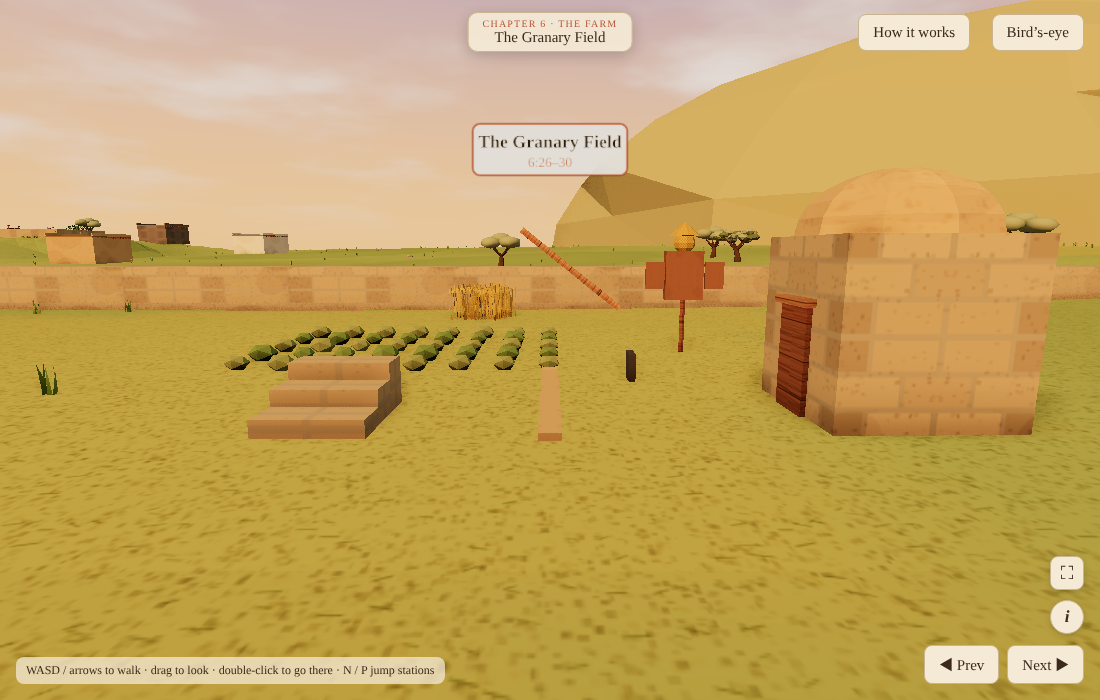 CHAPTER 6 · THE FARM
The Granary Field
How it works
Bird's-eye
The Granary Field
6:26–30
i
WASD / arrows to walk · drag to look · double-click to go there · N / P jump stations
◀ Prev
Next ▶